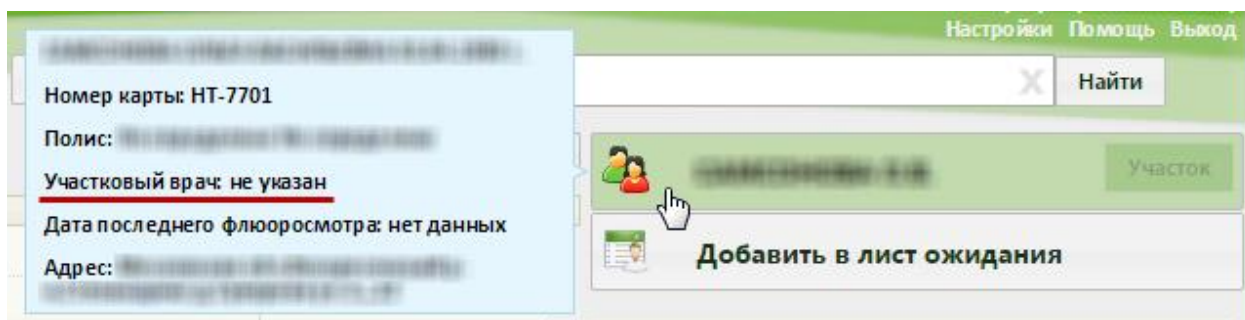 Настройки Помощь Выход
Найти
Номер карты: НТ-7701
Полис:
Участковый врач: не указан
Дата последнего флюоросмотра: нет данных
Адрес:
X
Участок
Добавить в лист ожидания